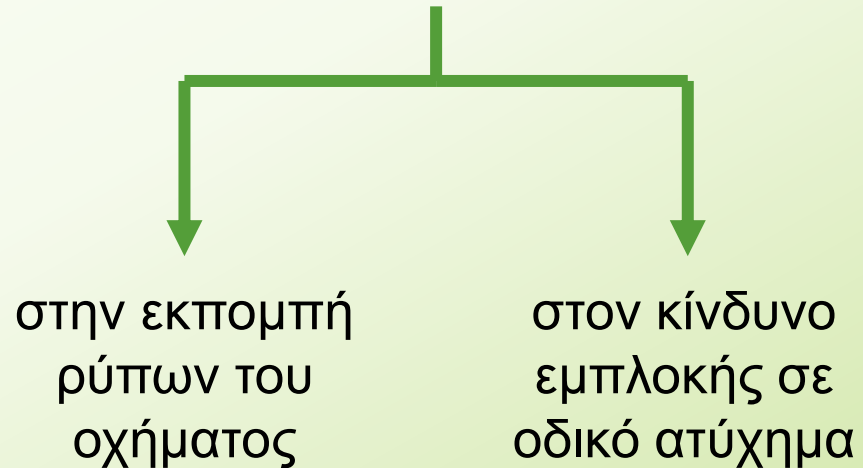 στην εκπομπή
ρύπων του
οχήματος
στον κίνδυνο
εμπλοκής σε
οδικό ατύχημα